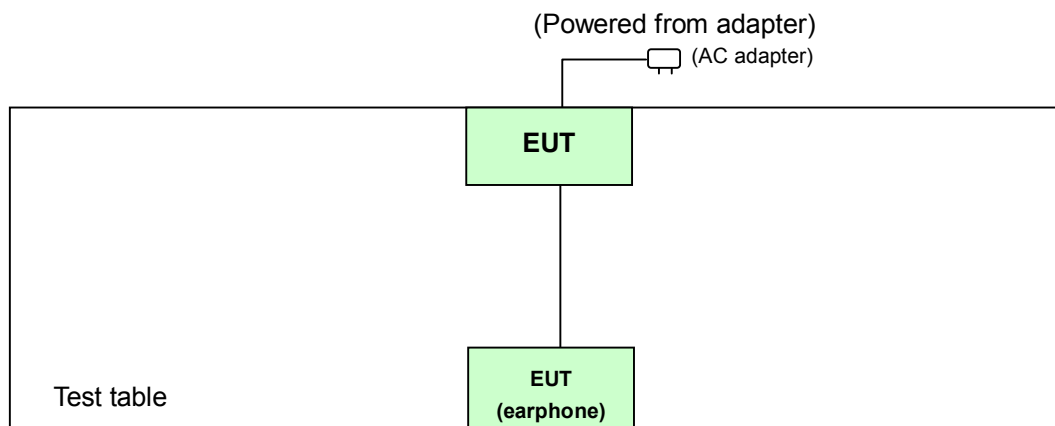 (Powered from adapter)
(AC adapter)
EUT
EUT
(earphone)
Test table